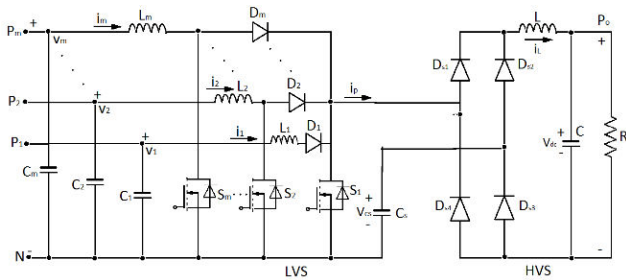 Pm im Lm Dm L Po
+ vm iL +
P2 i2 L2 D2 ip Ds1 Ds2
+ v2
P1 i1 L1 D1 Vdc + - C R
+ v1
Cm C2 C1 Sm S2 S1 + Vcs - Cs Ds4 Ds3
N - -
LVS HVS